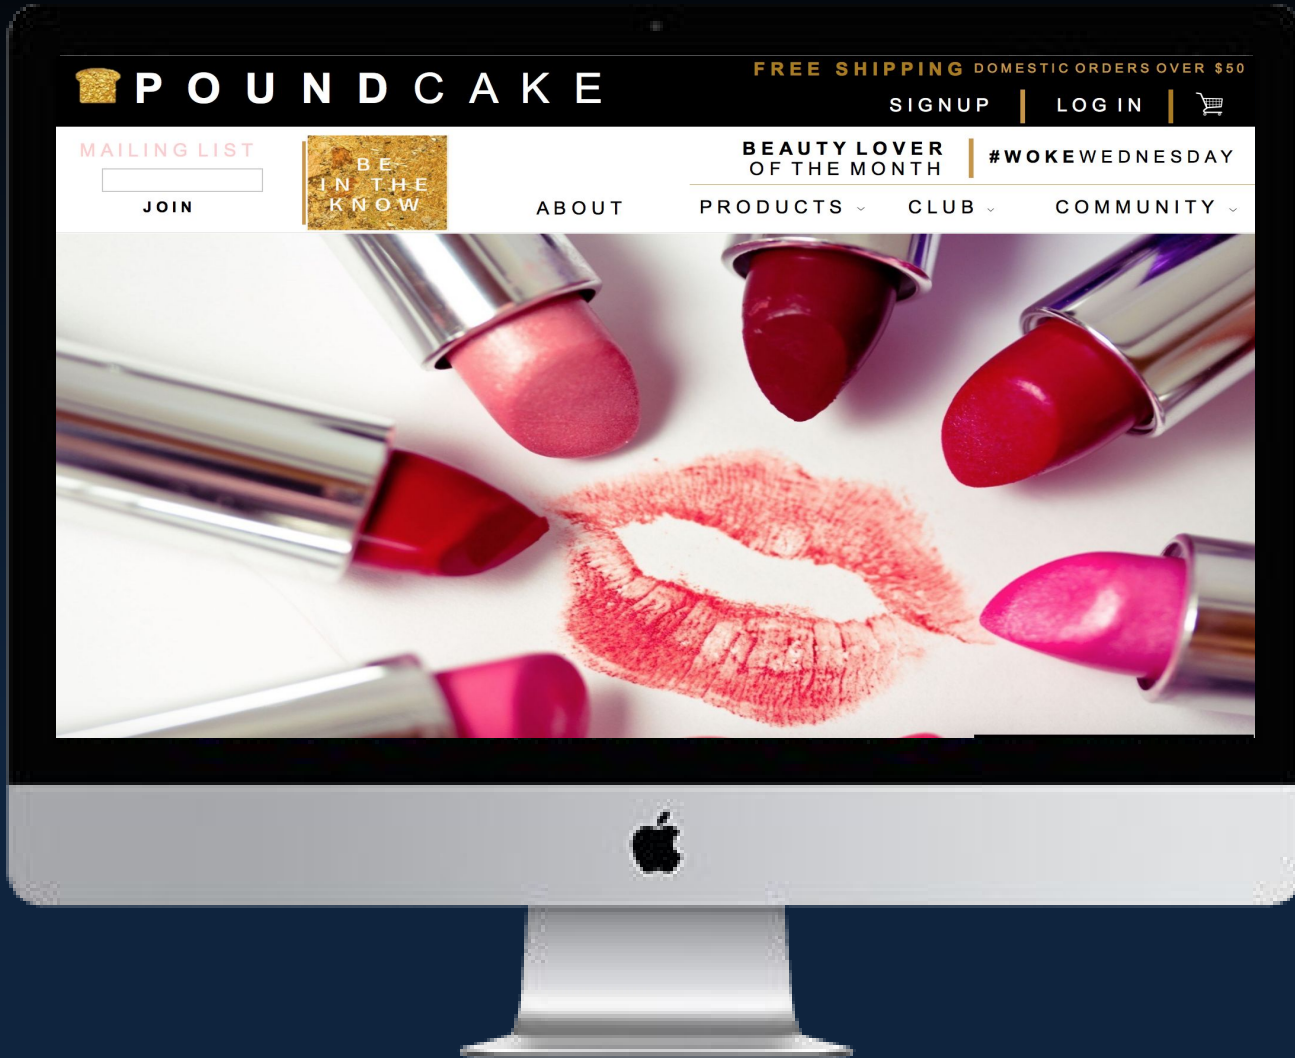 POUNDCAKE
FREE SHIPPING DOMESTIC ORDERS OVER $50
SIGNUP
LOG IN
MAILING LIST
JOIN
BE
IN THE
KNOW
BEAUTY LOVER
OF THE MONTH
#WOKEWEDNESDAY
ABOUT
PRODUCTS
CLUB
COMMUNITY